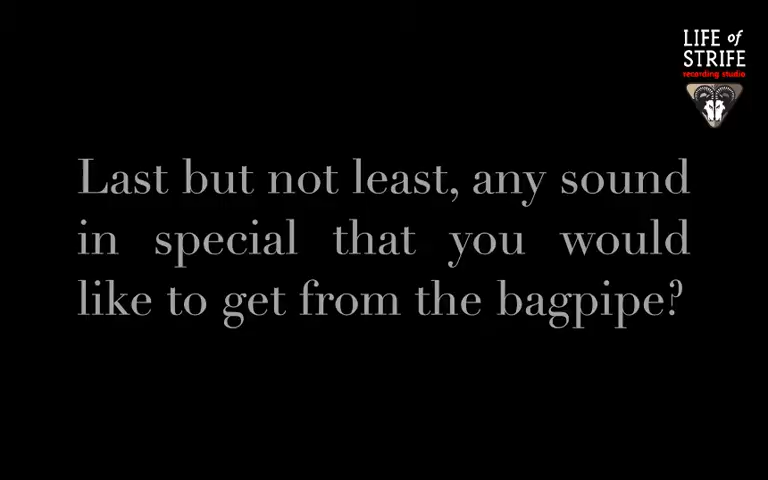 LIFE of
STRIFE
recording studio
Last but not least, any sound
in special that you would
like to get from the bagpipe?